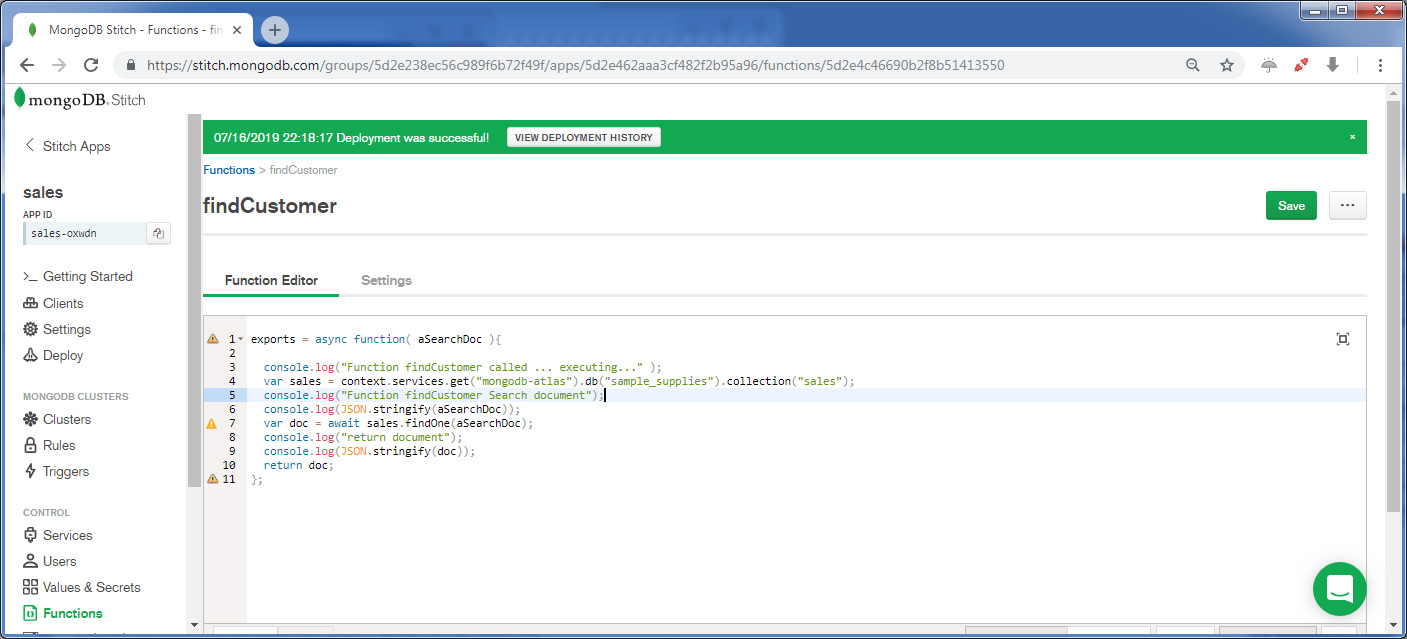 MongoDB Stitch - Functions - fin
https://stitch.mongodb.com/groups/5d2e238ec56c989f6b72f49f/apps/5d2e462aaa3cf482f2b95a96/functions/5d2e4c46690b2f8b51413550
mongoDB. Stitch
Stitch Apps
sales
APP ID
sales-oxwdn
Getting Started
Clients
Settings
Deploy
MONGODB CLUSTERS
Clusters
Rules
Triggers
CONTROL
Services
Users
Values & Secrets
Functions
07/16/2019 22:18:17 Deployment was successful! VIEW DEPLOYMENT HISTORY ×
Functions > findCustomer
findCustomer
Save ...
Function Editor Settings
1 exports = async function( aSearchDoc ){
2
3 console.log("Function findCustomer called ... executing..." );
4 var sales = context.services.get("mongodb-atlas").db("sample_supplies").collection("sales");
5 console.log("Function findCustomer Search document");
6 console.log(JSON.stringify(aSearchDoc));
7 var doc = await sales.findOne(aSearchDoc);
8 console.log("return document");
9 console.log(JSON.stringify(doc));
10 return doc;
11 };